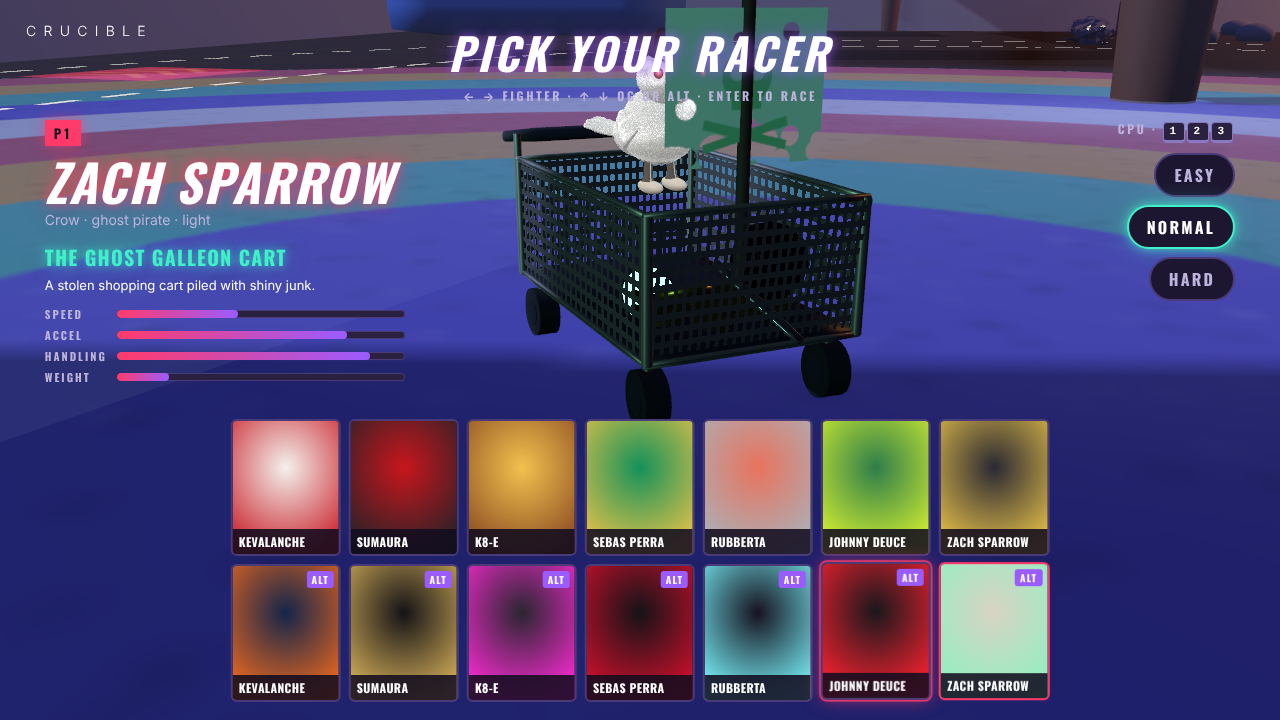 CRUCIBLE
PICK YOUR RACER
← → FIGHTER · ↑ ↓ OG OR ALT · ENTER TO RACE
P1
ZACH SPARROW
Crow · ghost pirate · light
THE GHOST GALLEON CART
A stolen shopping cart piled with shiny junk.
SPEED
ACCEL
HANDLING
WEIGHT
CPU · 1 2 3
EASY
NORMAL
HARD
KEVALANCHE
SUMAURA
K8-E
SEBAS PERRA
RUBBERTA
JOHNNY DEUCE
ZACH SPARROW
ALT
KEVALANCHE
ALT
SUMAURA
ALT
K8-E
ALT
SEBAS PERRA
ALT
RUBBERTA
ALT
JOHNNY DEUCE
ALT
ZACH SPARROW